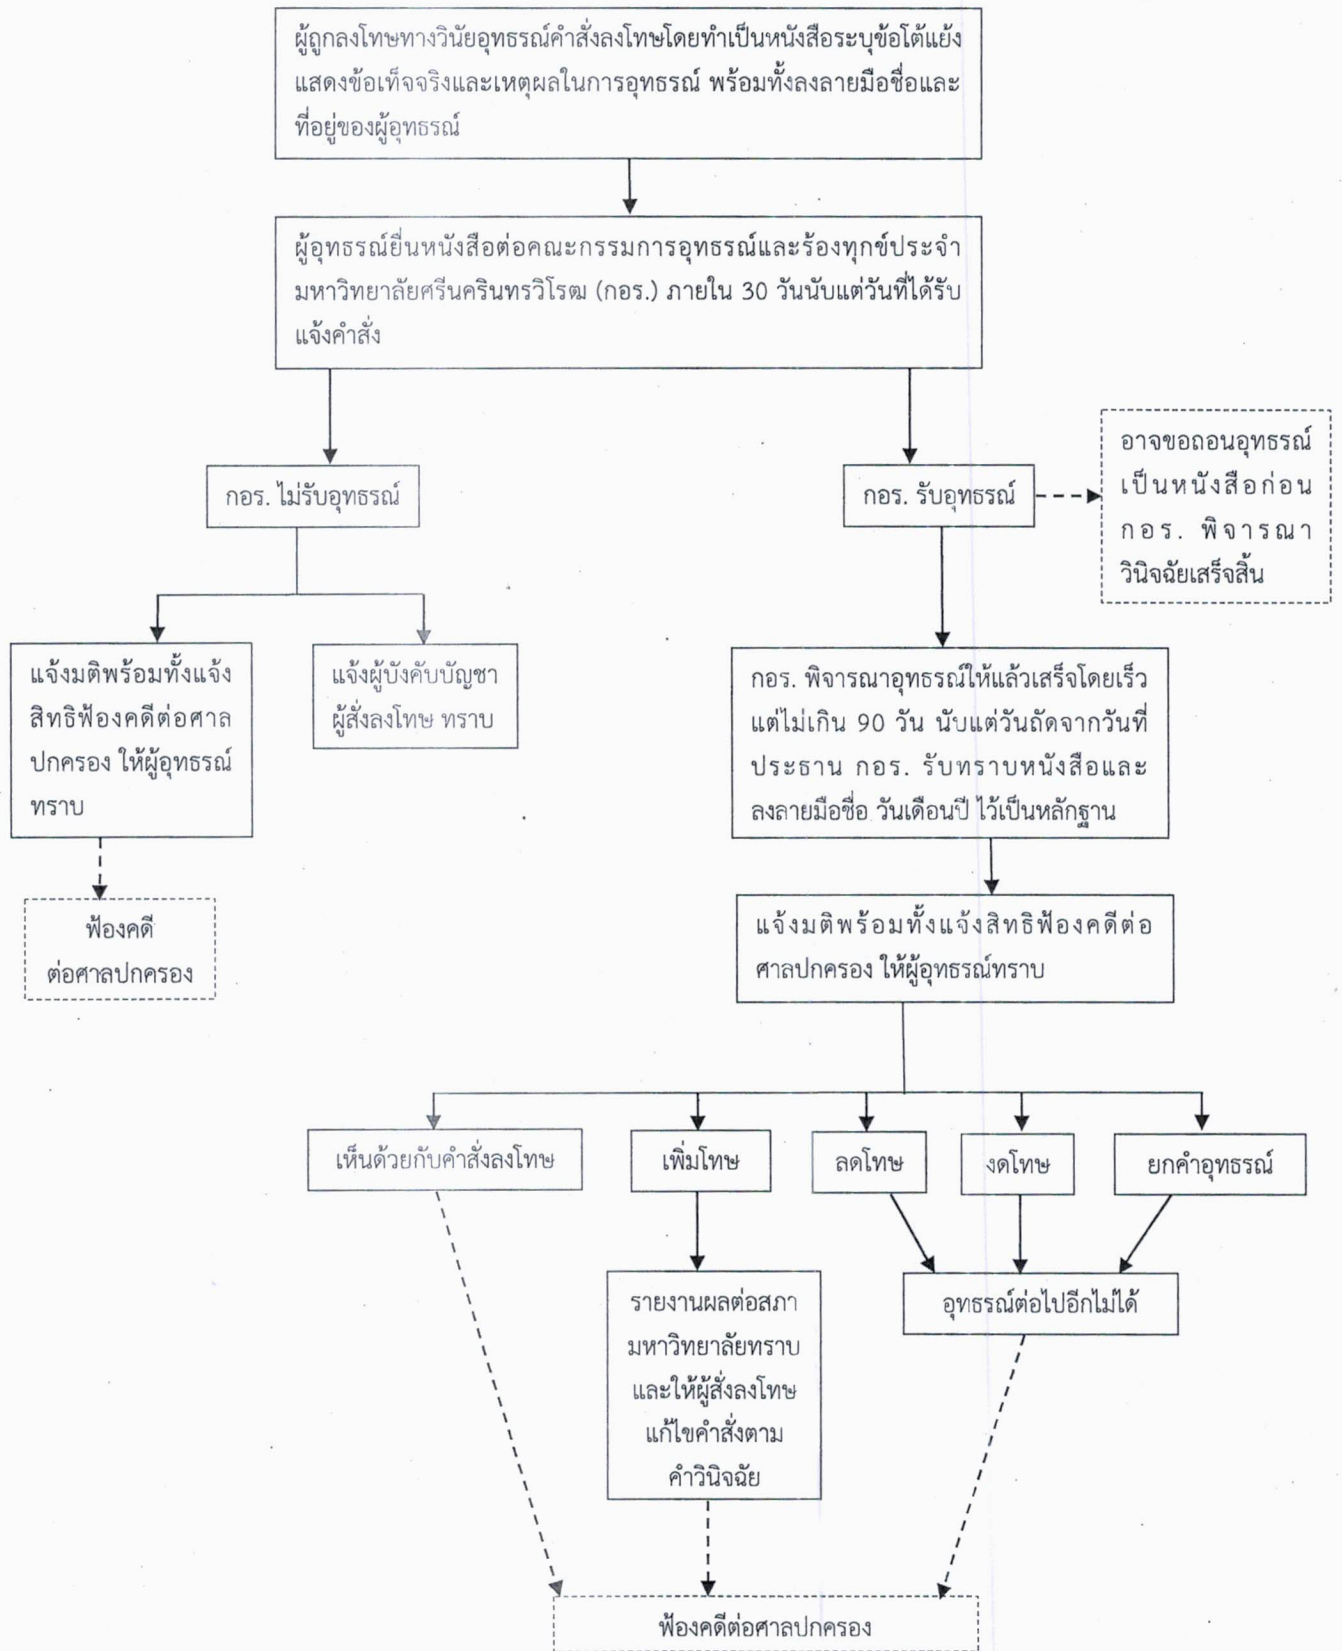 ผู้ถูกลงโทษทางวินัยอุทธรณ์คำสั่งลงโทษโดยทำเป็นหนังสือระบุข้อโต้แย้ง
แสดงข้อเท็จจริงและเหตุผลในการอุทธรณ์ พร้อมทั้งลงลายมือชื่อและ
ที่อยู่ของผู้อุทธรณ์
ผู้อุทธรณ์ยื่นหนังสือต่อคณะกรรมการอุทธรณ์และร้องทุกข์ประจำ
มหาวิทยาลัยศรีนครินทรวิโรฒ (กอร.) ภายใน 30 วันนับแต่วันที่ได้รับ
แจ้งคำสั่ง
กอร. ไม่รับอุทธรณ์
กอร. รับอุทธรณ์
อาจขอถอนอุทธรณ์
เป็นหนังสือก่อน
กอร. พิจารณา
วินิจฉัยเสร็จสิ้น
แจ้งมติพร้อมทั้งแจ้ง
สิทธิฟ้องคดีต่อศาล
ปกครอง ให้ผู้อุทธรณ์
ทราบ
แจ้งผู้บังคับบัญชา
ผู้สั่งลงโทษ ทราบ
กอร. พิจารณาอุทธรณ์ให้แล้วเสร็จโดยเร็ว
แต่ไม่เกิน 90 วัน นับแต่วันถัดจากวันที่
ประธาน กอร. รับทราบหนังสือและ
ลงลายมือชื่อ วันเดือนปี ไว้เป็นหลักฐาน
ฟ้องคดี
ต่อศาลปกครอง
แจ้งมติพร้อมทั้งแจ้งสิทธิฟ้องคดีต่อ
ศาลปกครอง ให้ผู้อุทธรณ์ทราบ
เห็นด้วยกับคำสั่งลงโทษ
เพิ่มโทษ
ลดโทษ
งดโทษ
ยกคำอุทธรณ์
รายงานผลต่อสภา
มหาวิทยาลัยทราบ
และให้ผู้สั่งลงโทษ
แก้ไขคำสั่งตาม
คำวินิจฉัย
อุทธรณ์ต่อไปอีกไม่ได้
ฟ้องคดีต่อศาลปกครอง